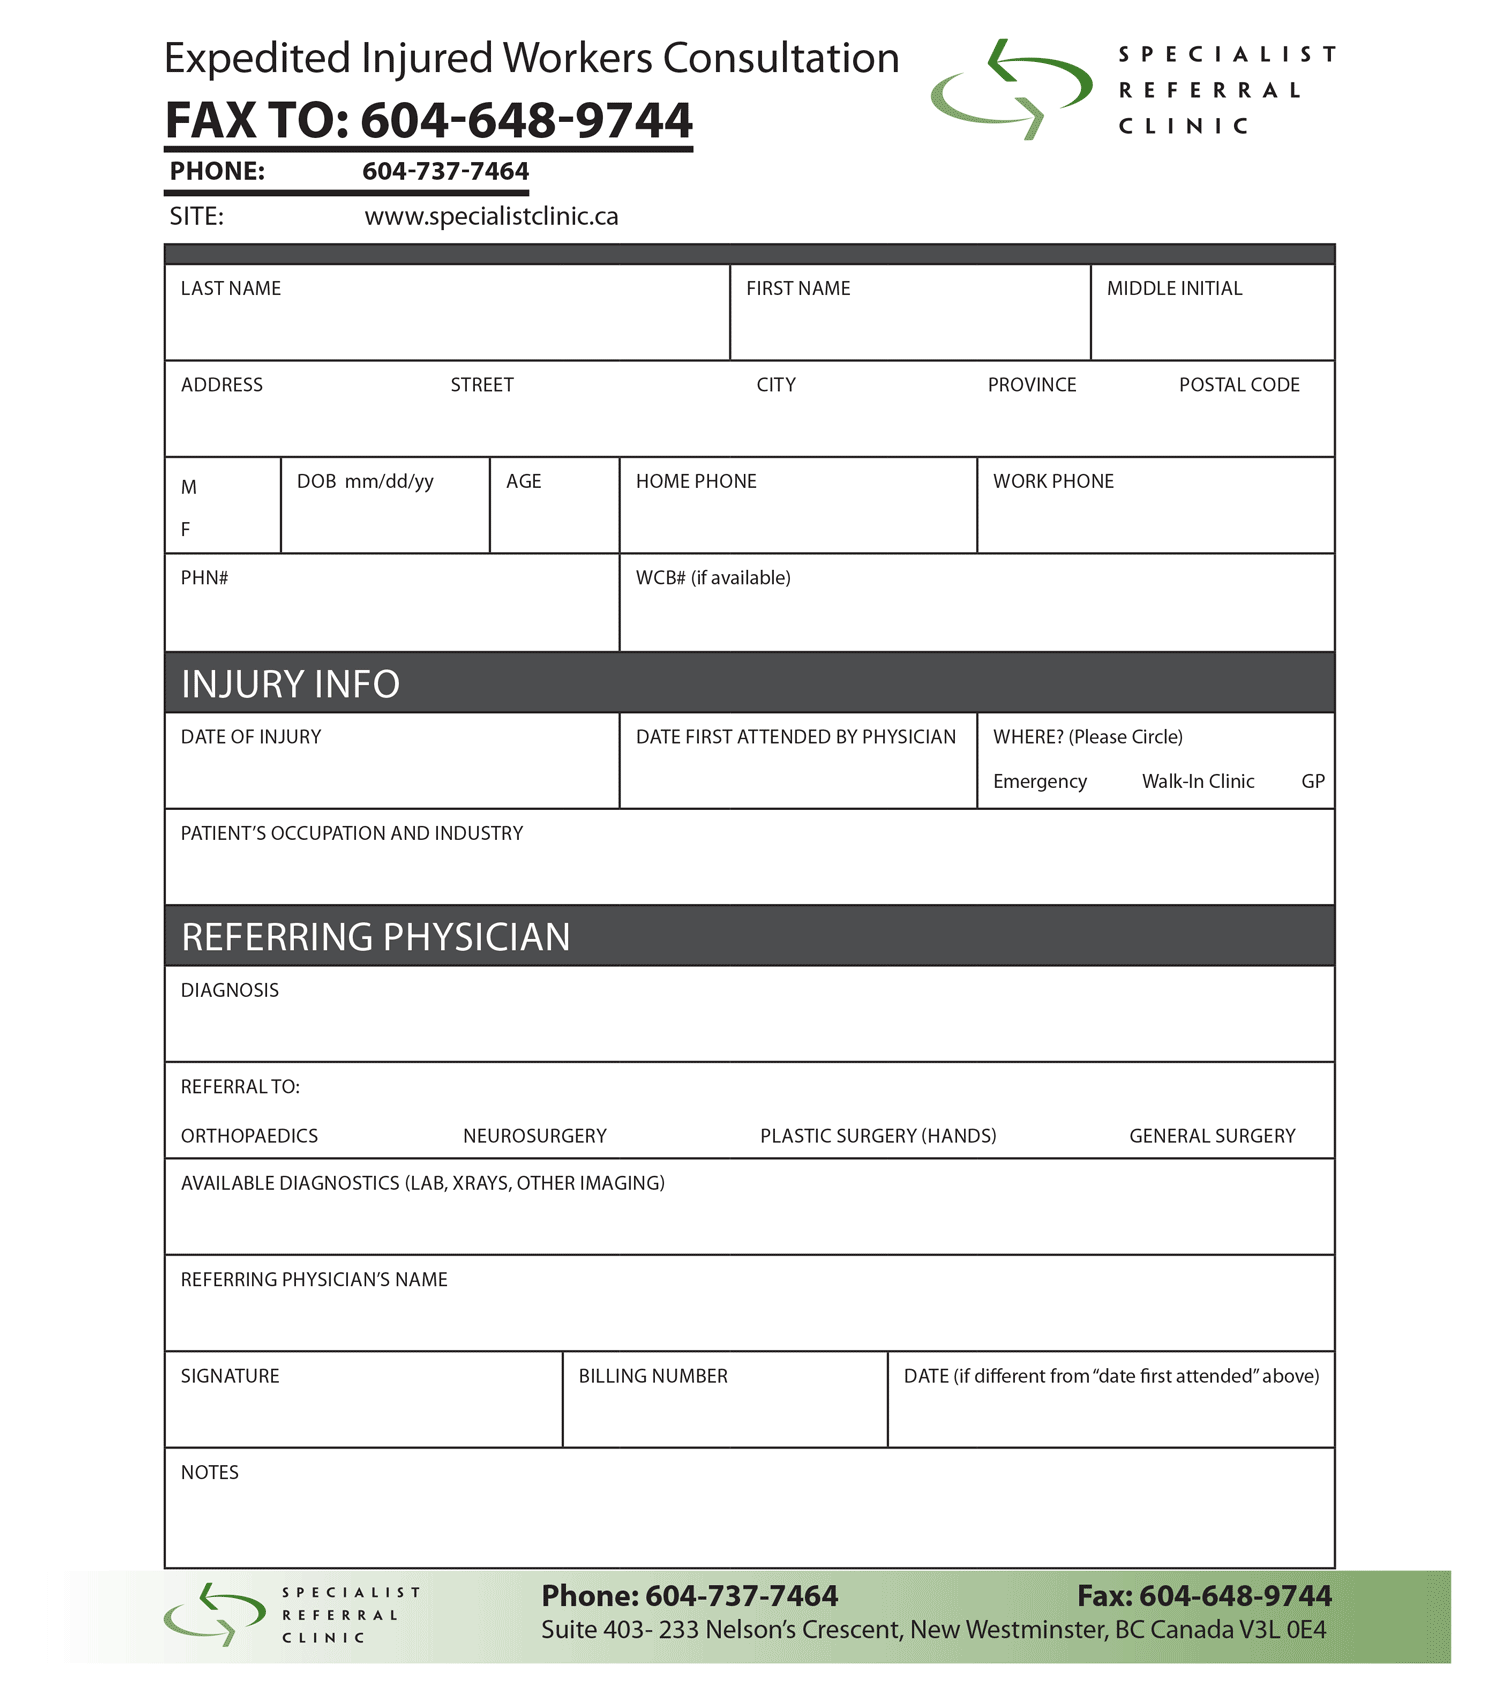 Expedited Injured Workers Consultation
SPECIALIST
REFERRAL
CLINIC
FAX TO: 604-648-9744
PHONE: 604-737-7464
SITE: www.specialistclinic.ca
LAST NAME FIRST NAME MIDDLE INITIAL
ADDRESS STREET CITY PROVINCE POSTAL CODE
M
F
DOB mm/dd/yy AGE HOME PHONE WORK PHONE
PHN# WCB# (if available)
INJURY INFO
DATE OF INJURY DATE FIRST ATTENDED BY PHYSICIAN WHERE? (Please Circle)
Emergency Walk-In Clinic GP
PATIENT’S OCCUPATION AND INDUSTRY
REFERRING PHYSICIAN
DIAGNOSIS
REFERRAL TO:
ORTHOPAEDICS NEUROSURGERY PLASTIC SURGERY (HANDS) GENERAL SURGERY
AVAILABLE DIAGNOSTICS (LAB, XRAYS, OTHER IMAGING)
REFERRING PHYSICIAN’S NAME
SIGNATURE BILLING NUMBER DATE (if different from “date first attended” above)
NOTES
SPECIALIST
REFERRAL
CLINIC
Phone: 604-737-7464 Fax: 604-648-9744
Suite 403- 233 Nelson’s Crescent, New Westminster, BC Canada V3L 0E4